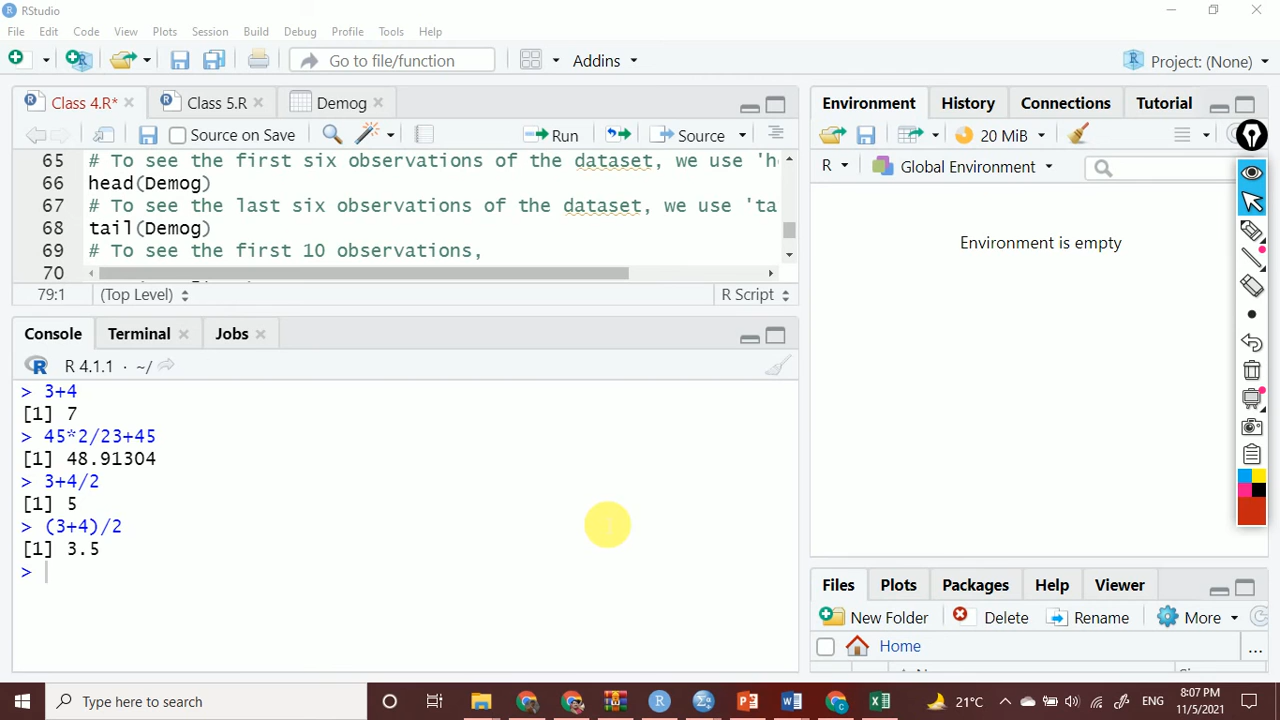 RStudio
File Edit Code View Plots Session Build Debug Profile Tools Help
Go to file/function Addins Project: (None)
Class 4.R* Class 5.R Demog
Source on Save Run Source
65 # To see the first six observations of the dataset, we use 'he
66 head(Demog)
67 # To see the last six observations of the dataset, we use 'ta
68 tail(Demog)
69 # To see the first 10 observations,
70
79:1 (Top Level) R Script
Console Terminal Jobs
R 4.1.1 · ~/
> 3+4
[1] 7
> 45*2/23+45
[1] 48.91304
> 3+4/2
[1] 5
> (3+4)/2
[1] 3.5
>
Environment History Connections Tutorial
20 MiB
R Global Environment
Environment is empty
Files Plots Packages Help Viewer
New Folder Delete Rename More
Home ...
Type here to search
21°C ENG 8:07 PM
11/5/2021